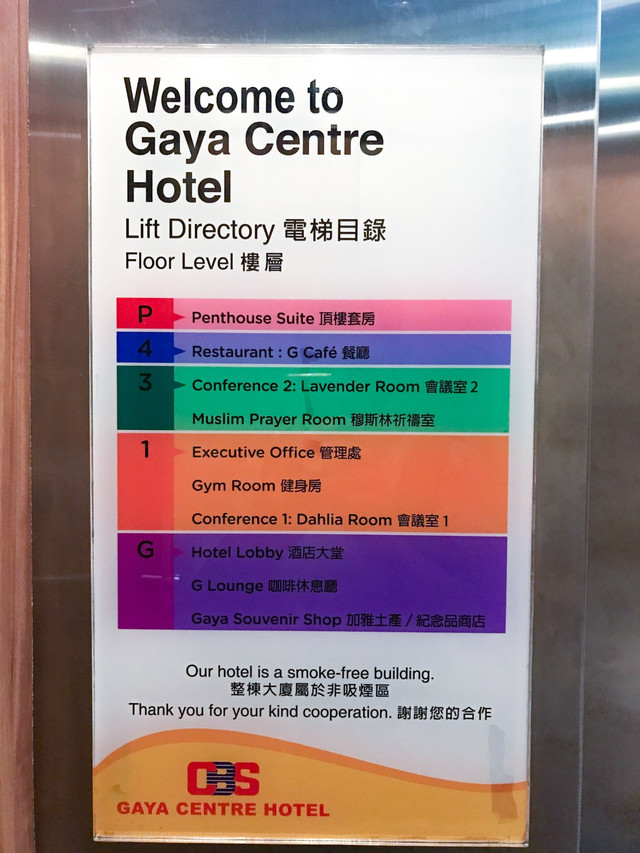 Welcome to
Gaya Centre
Hotel
Lift Directory 電梯目錄
Floor Level 樓層
P Penthouse Suite 頂樓套房
4 Restaurant : G Café 餐廳
3 Conference 2: Lavender Room 會議室2
Muslim Prayer Room 穆斯林祈禱室
1 Executive Office 管理處
Gym Room 健身房
Conference 1: Dahlia Room 會議室1
G Hotel Lobby 酒店大堂
G Lounge 咖啡休息廳
Gaya Souvenir Shop 加雅土產 / 紀念品商店
Our hotel is a smoke-free building.
整棟大廈屬於非吸煙區
Thank you for your kind cooperation. 謝謝您的合作
CBS
GAYA CENTRE HOTEL